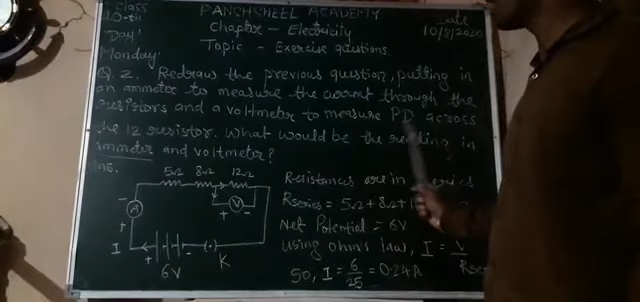 Class
10-th
PANCHSHEEL ACADEMY
Date
10/8/2020
Day:
Monday
Chapter - Electricity
Topic - Exercise questions.
Q.2. Redraw the previous question, putting in
an ammeter to measure the current through the
resistors and a voltmeter to measure PD across
the 12 resistor. What would be the reading in
ammeter and voltmeter?
Ans.
5Ω 8Ω 12Ω
A
V
I
6V
K
Resistances are in series
Rseries = 5Ω + 8Ω +
Net Potential = 6V
Using ohm's law, I = V
So, I = 6/25 = 0.24A